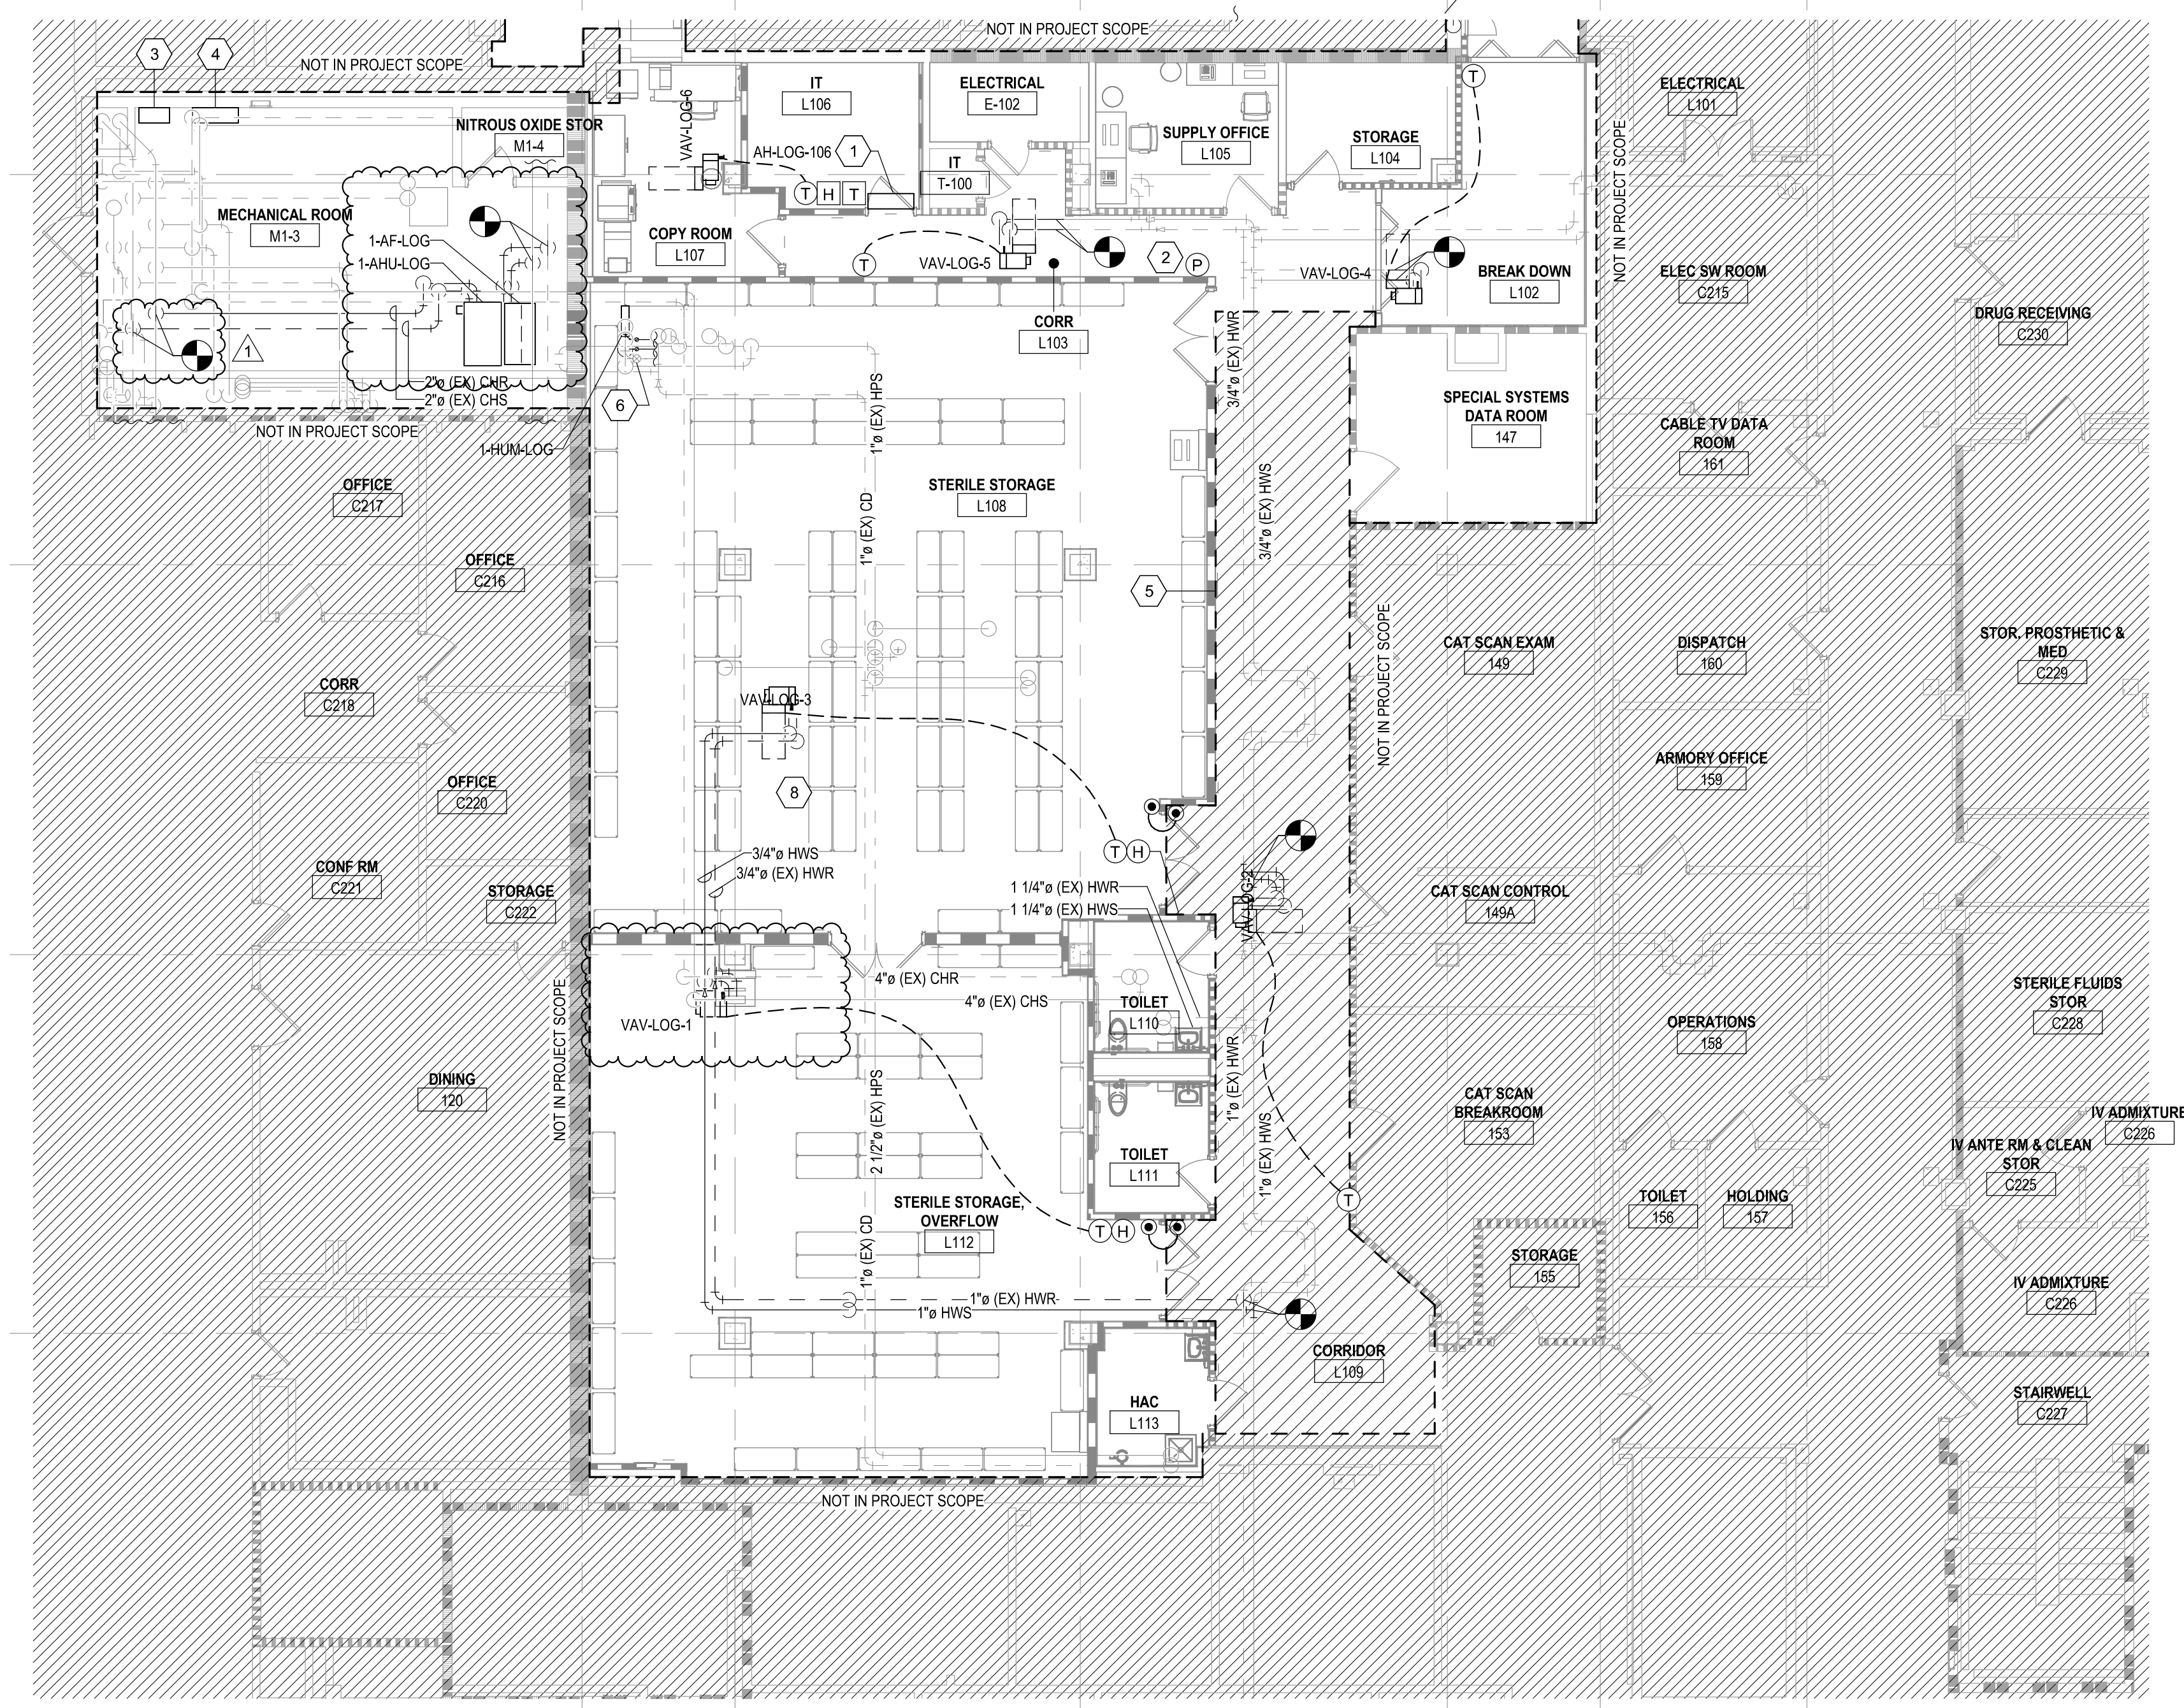 NOT IN PROJECT SCOPE
3
4
NOT IN PROJECT SCOPE
NITROUS OXIDE STOR
M1-4
MECHANICAL ROOM
M1-3
1-AF-LOG
1-AHU-LOG
1
2"ø (EX) CHR
2"ø (EX) CHS
NOT IN PROJECT SCOPE
1-HUM-LOG
6
VAV-LOG-6
IT
L106
AH-LOG-106
1
T
H
T
COPY ROOM
L107
ELECTRICAL
E-102
IT
T-100
SUPPLY OFFICE
L105
STORAGE
L104
T
T
VAV-LOG-5
2
P
VAV-LOG-4
BREAK DOWN
L102
CORR
L103
NOT IN PROJECT SCOPE
ELECTRICAL
L101
ELEC SW ROOM
C215
DRUG RECEIVING
C230
SPECIAL SYSTEMS
DATA ROOM
147
CABLE TV DATA
ROOM
161
3/4"ø (EX) HWR
3/4"ø (EX) HWS
1"ø (EX) HPS
1"ø (EX) CD
STERILE STORAGE
L108
5
OFFICE
C217
OFFICE
C216
CORR
C218
OFFICE
C220
CONF RM
C221
STORAGE
C222
DINING
120
NOT IN PROJECT SCOPE
VAV-LOG-3
8
3/4"ø HWS
3/4"ø (EX) HWR
T
H
1 1/4"ø (EX) HWR
1 1/4"ø (EX) HWS
VAV-LOG-2
NOT IN PROJECT SCOPE
CAT SCAN EXAM
149
DISPATCH
160
STOR. PROSTHETIC &
MED
C229
ARMORY OFFICE
159
CAT SCAN CONTROL
149A
4"ø (EX) CHR
4"ø (EX) CHS
VAV-LOG-1
TOILET
L110
TOILET
L111
1"ø (EX) HWR
1"ø (EX) HWS
2 1/2"ø (EX) HPS
1"ø (EX) CD
STERILE STORAGE,
OVERFLOW
L112
T
H
T
OPERATIONS
158
STERILE FLUIDS
STOR
C228
CAT SCAN
BREAKROOM
153
IV ADMIXTURE
C226
IV ANTE RM & CLEAN
STOR
C225
TOILET
156
HOLDING
157
STORAGE
155
IV ADMIXTURE
C226
1"ø (EX) HWR
1"ø HWS
CORRIDOR
L109
HAC
L113
STAIRWELL
C227
NOT IN PROJECT SCOPE